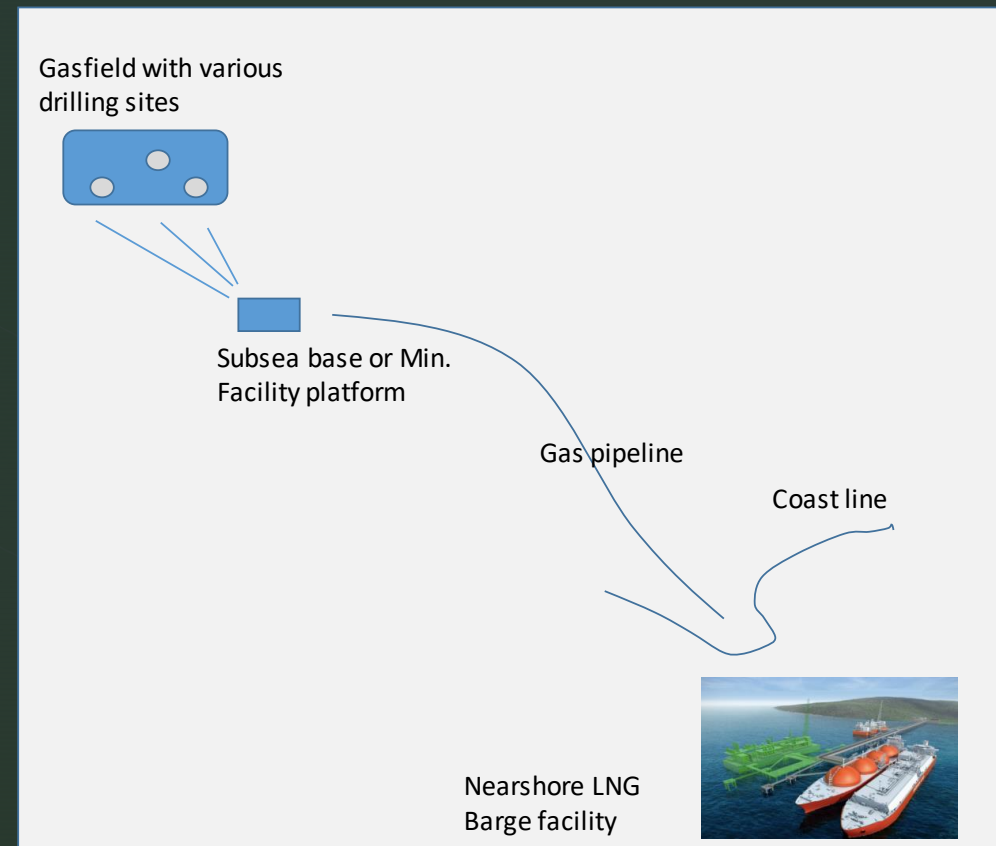 Gasfield with various
drilling sites
Subsea base or Min.
Facility platform
Gas pipeline
Coast line
Nearshore LNG
Barge facility